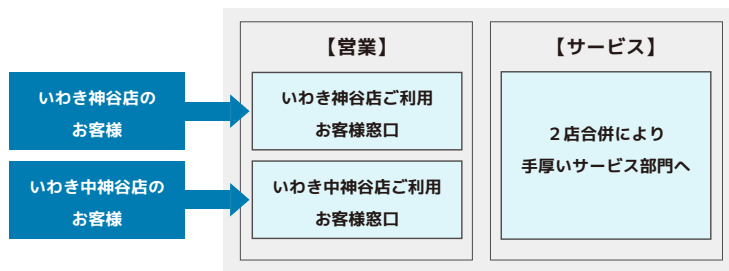 【営業】
【サービス】
いわき神谷店の
お客様
いわき神谷店ご利用
お客様窓口
いわき中神谷店の
お客様
いわき中神谷店ご利用
お客様窓口
２店合併により
手厚いサービス部門へ